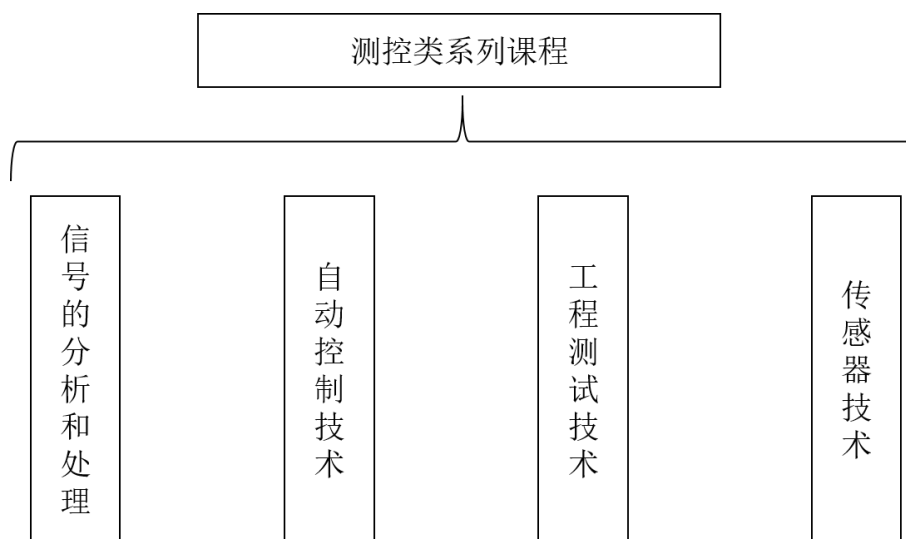 测控类系列课程
信号的分析和处理
自动控制技术
工程测试技术
传感器技术